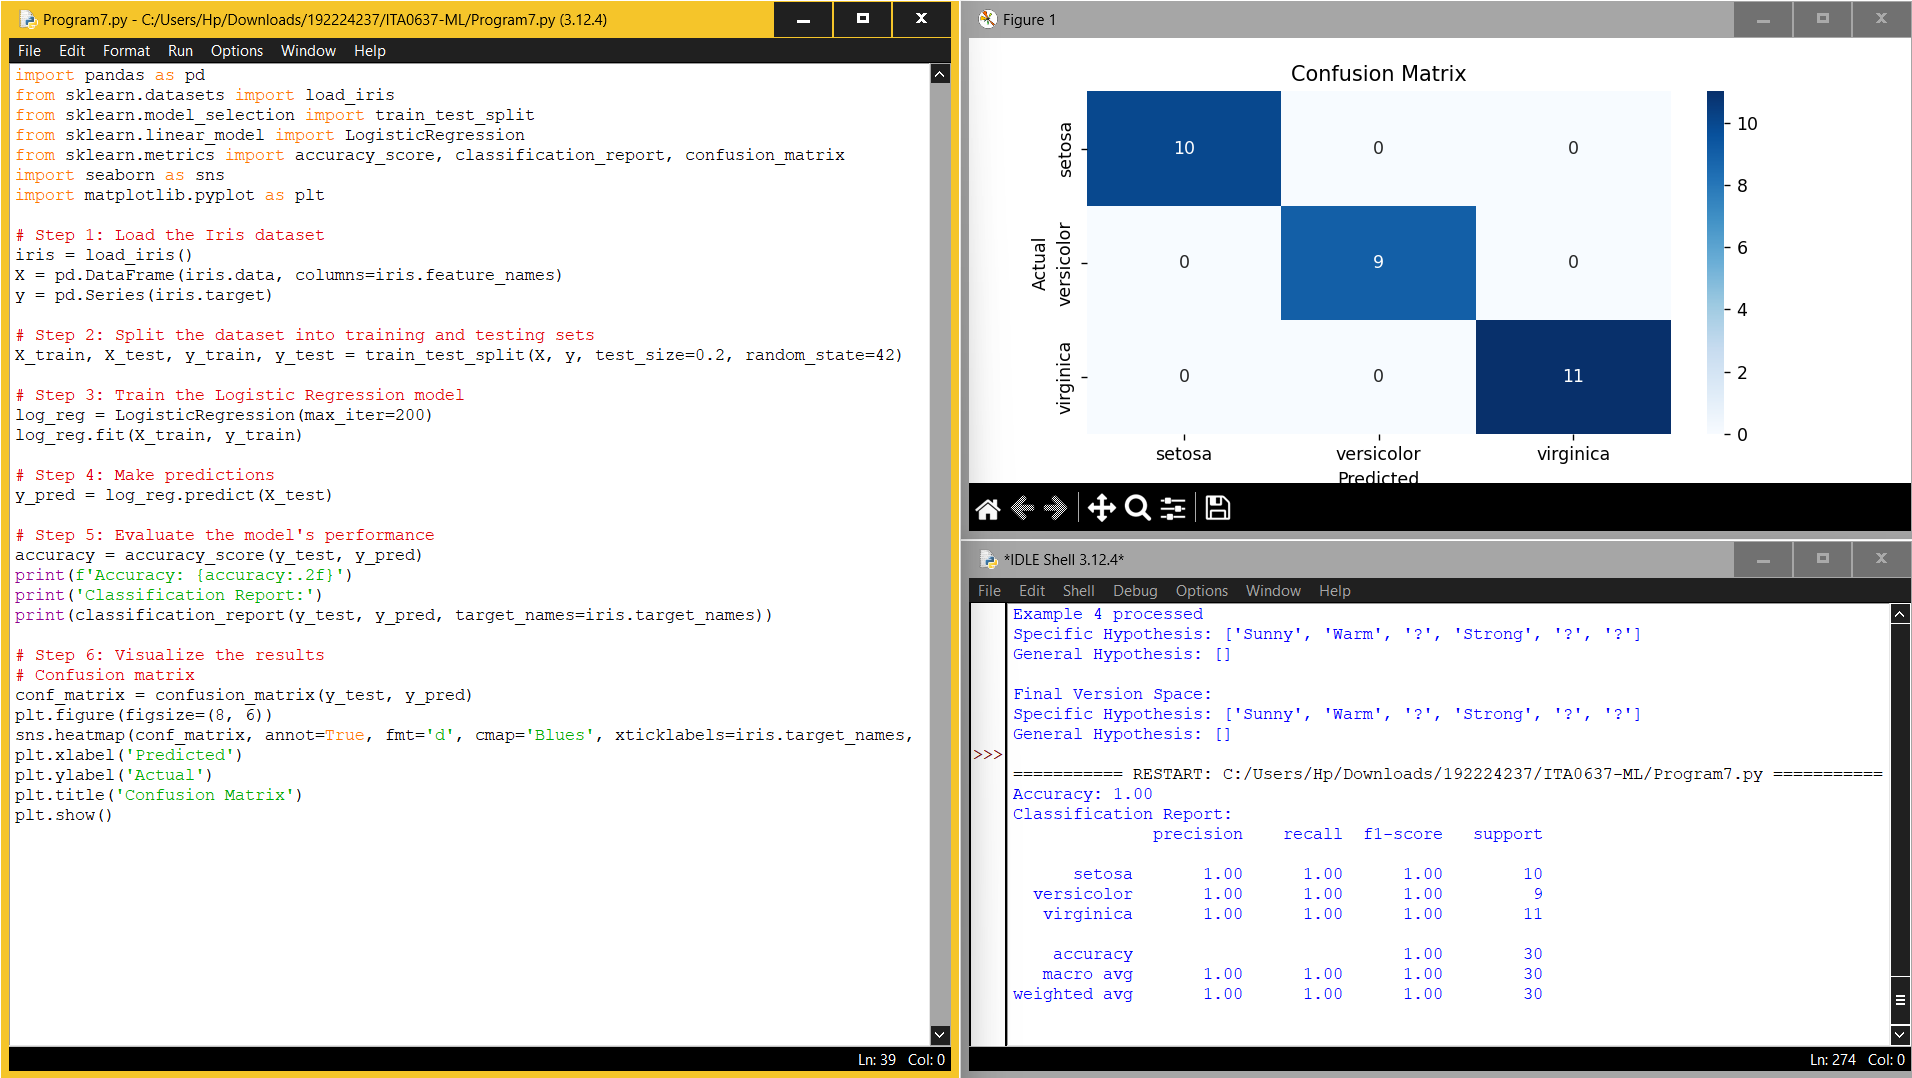 Program7.py - C:/Users/Hp/Downloads/192224237/ITA0637-ML/Program7.py (3.12.4)
File Edit Format Run Options Window Help
import pandas as pd
from sklearn.datasets import load_iris
from sklearn.model_selection import train_test_split
from sklearn.linear_model import LogisticRegression
from sklearn.metrics import accuracy_score, classification_report, confusion_matrix
import seaborn as sns
import matplotlib.pyplot as plt
# Step 1: Load the Iris dataset
iris = load_iris()
X = pd.DataFrame(iris.data, columns=iris.feature_names)
y = pd.Series(iris.target)
# Step 2: Split the dataset into training and testing sets
X_train, X_test, y_train, y_test = train_test_split(X, y, test_size=0.2, random_state=42)
# Step 3: Train the Logistic Regression model
log_reg = LogisticRegression(max_iter=200)
log_reg.fit(X_train, y_train)
# Step 4: Make predictions
y_pred = log_reg.predict(X_test)
# Step 5: Evaluate the model's performance
accuracy = accuracy_score(y_test, y_pred)
print(f'Accuracy: {accuracy:.2f}')
print('Classification Report:')
print(classification_report(y_test, y_pred, target_names=iris.target_names))
# Step 6: Visualize the results
# Confusion matrix
conf_matrix = confusion_matrix(y_test, y_pred)
plt.figure(figsize=(8, 6))
sns.heatmap(conf_matrix, annot=True, fmt='d', cmap='Blues', xticklabels=iris.target_names,
plt.xlabel('Predicted')
plt.ylabel('Actual')
plt.title('Confusion Matrix')
plt.show()
Ln: 39 Col: 0
Figure 1
Confusion Matrix
setosa 10 0 0
Actual
versicolor 0 9 0
virginica 0 0 11
setosa versicolor virginica
Predicted
10
8
6
4
2
0
*IDLE Shell 3.12.4*
File Edit Shell Debug Options Window Help
Example 4 processed
Specific Hypothesis: ['Sunny', 'Warm', '?', 'Strong', '?', '?']
General Hypothesis: []
Final Version Space:
Specific Hypothesis: ['Sunny', 'Warm', '?', 'Strong', '?', '?']
General Hypothesis: []
>>>
=========== RESTART: C:/Users/Hp/Downloads/192224237/ITA0637-ML/Program7.py ===========
Accuracy: 1.00
Classification Report:
precision recall f1-score support
setosa 1.00 1.00 1.00 10
versicolor 1.00 1.00 1.00 9
virginica 1.00 1.00 1.00 11
accuracy 1.00 30
macro avg 1.00 1.00 1.00 30
weighted avg 1.00 1.00 1.00 30
Ln: 274 Col: 0